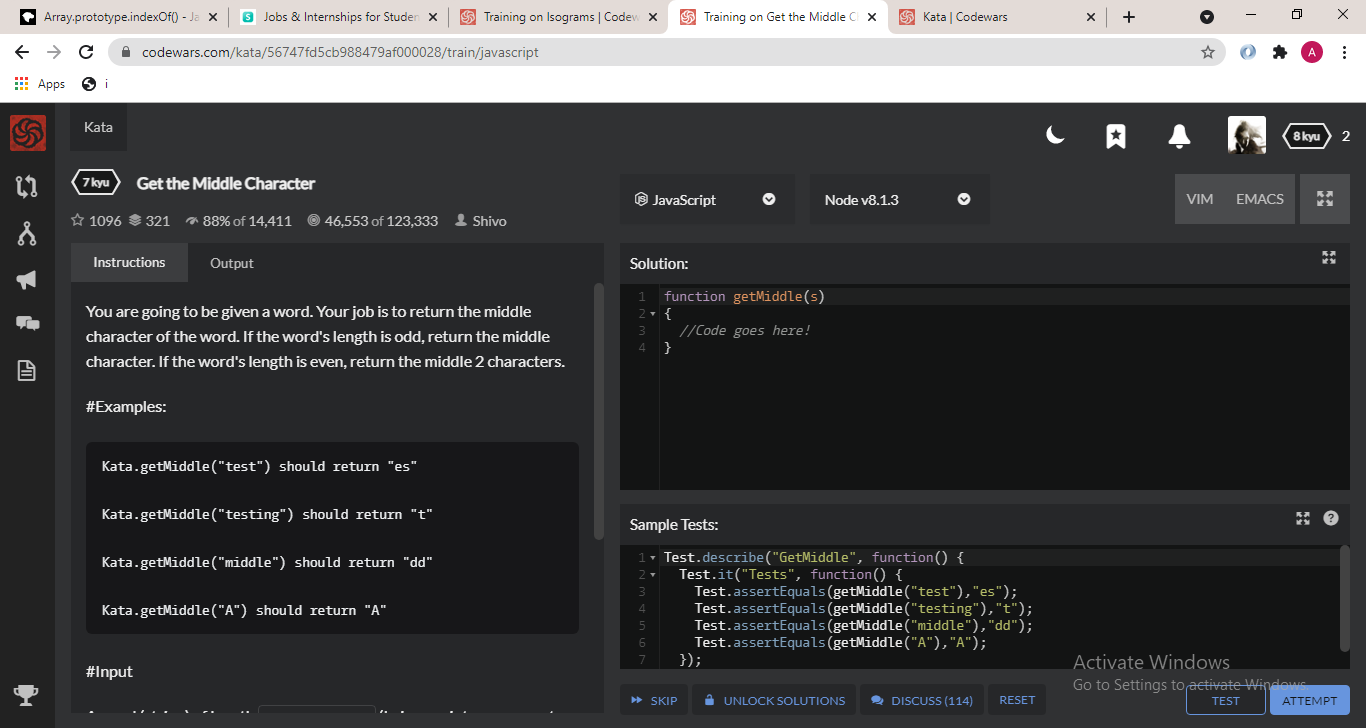 Array.prototype.indexOf() - Ja
Jobs & Internships for Studen
Training on Isograms | Codew
Training on Get the Middle C
Kata | Codewars
codewars.com/kata/56747fd5cb988479af000028/train/javascript
A
Apps
i
Kata
8 kyu
2
7 kyu
Get the Middle Character
1096 321 88% of 14,411 46,553 of 123,333 Shivo
JavaScript
Node v8.1.3
VIM
EMACS
Instructions
Output
You are going to be given a word. Your job is to return the middle
character of the word. If the word's length is odd, return the middle
character. If the word's length is even, return the middle 2 characters.
#Examples:
Kata.getMiddle("test") should return "es"
Kata.getMiddle("testing") should return "t"
Kata.getMiddle("middle") should return "dd"
Kata.getMiddle("A") should return "A"
#Input
Solution:
1 function getMiddle(s)
2 {
3 //Code goes here!
4 }
Sample Tests:
1 Test.describe("GetMiddle", function() {
2 Test.it("Tests", function() {
3 Test.assertEquals(getMiddle("test"),"es");
4 Test.assertEquals(getMiddle("testing"),"t");
5 Test.assertEquals(getMiddle("middle"),"dd");
6 Test.assertEquals(getMiddle("A"),"A");
7 });
Activate Windows
Go to Settings to activate Windows.
SKIP
UNLOCK SOLUTIONS
DISCUSS (114)
RESET
TEST
ATTEMPT